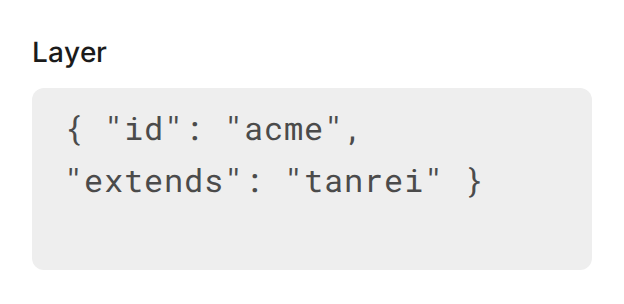 Layer
{ "id": "acme",
"extends": "tanrei" }